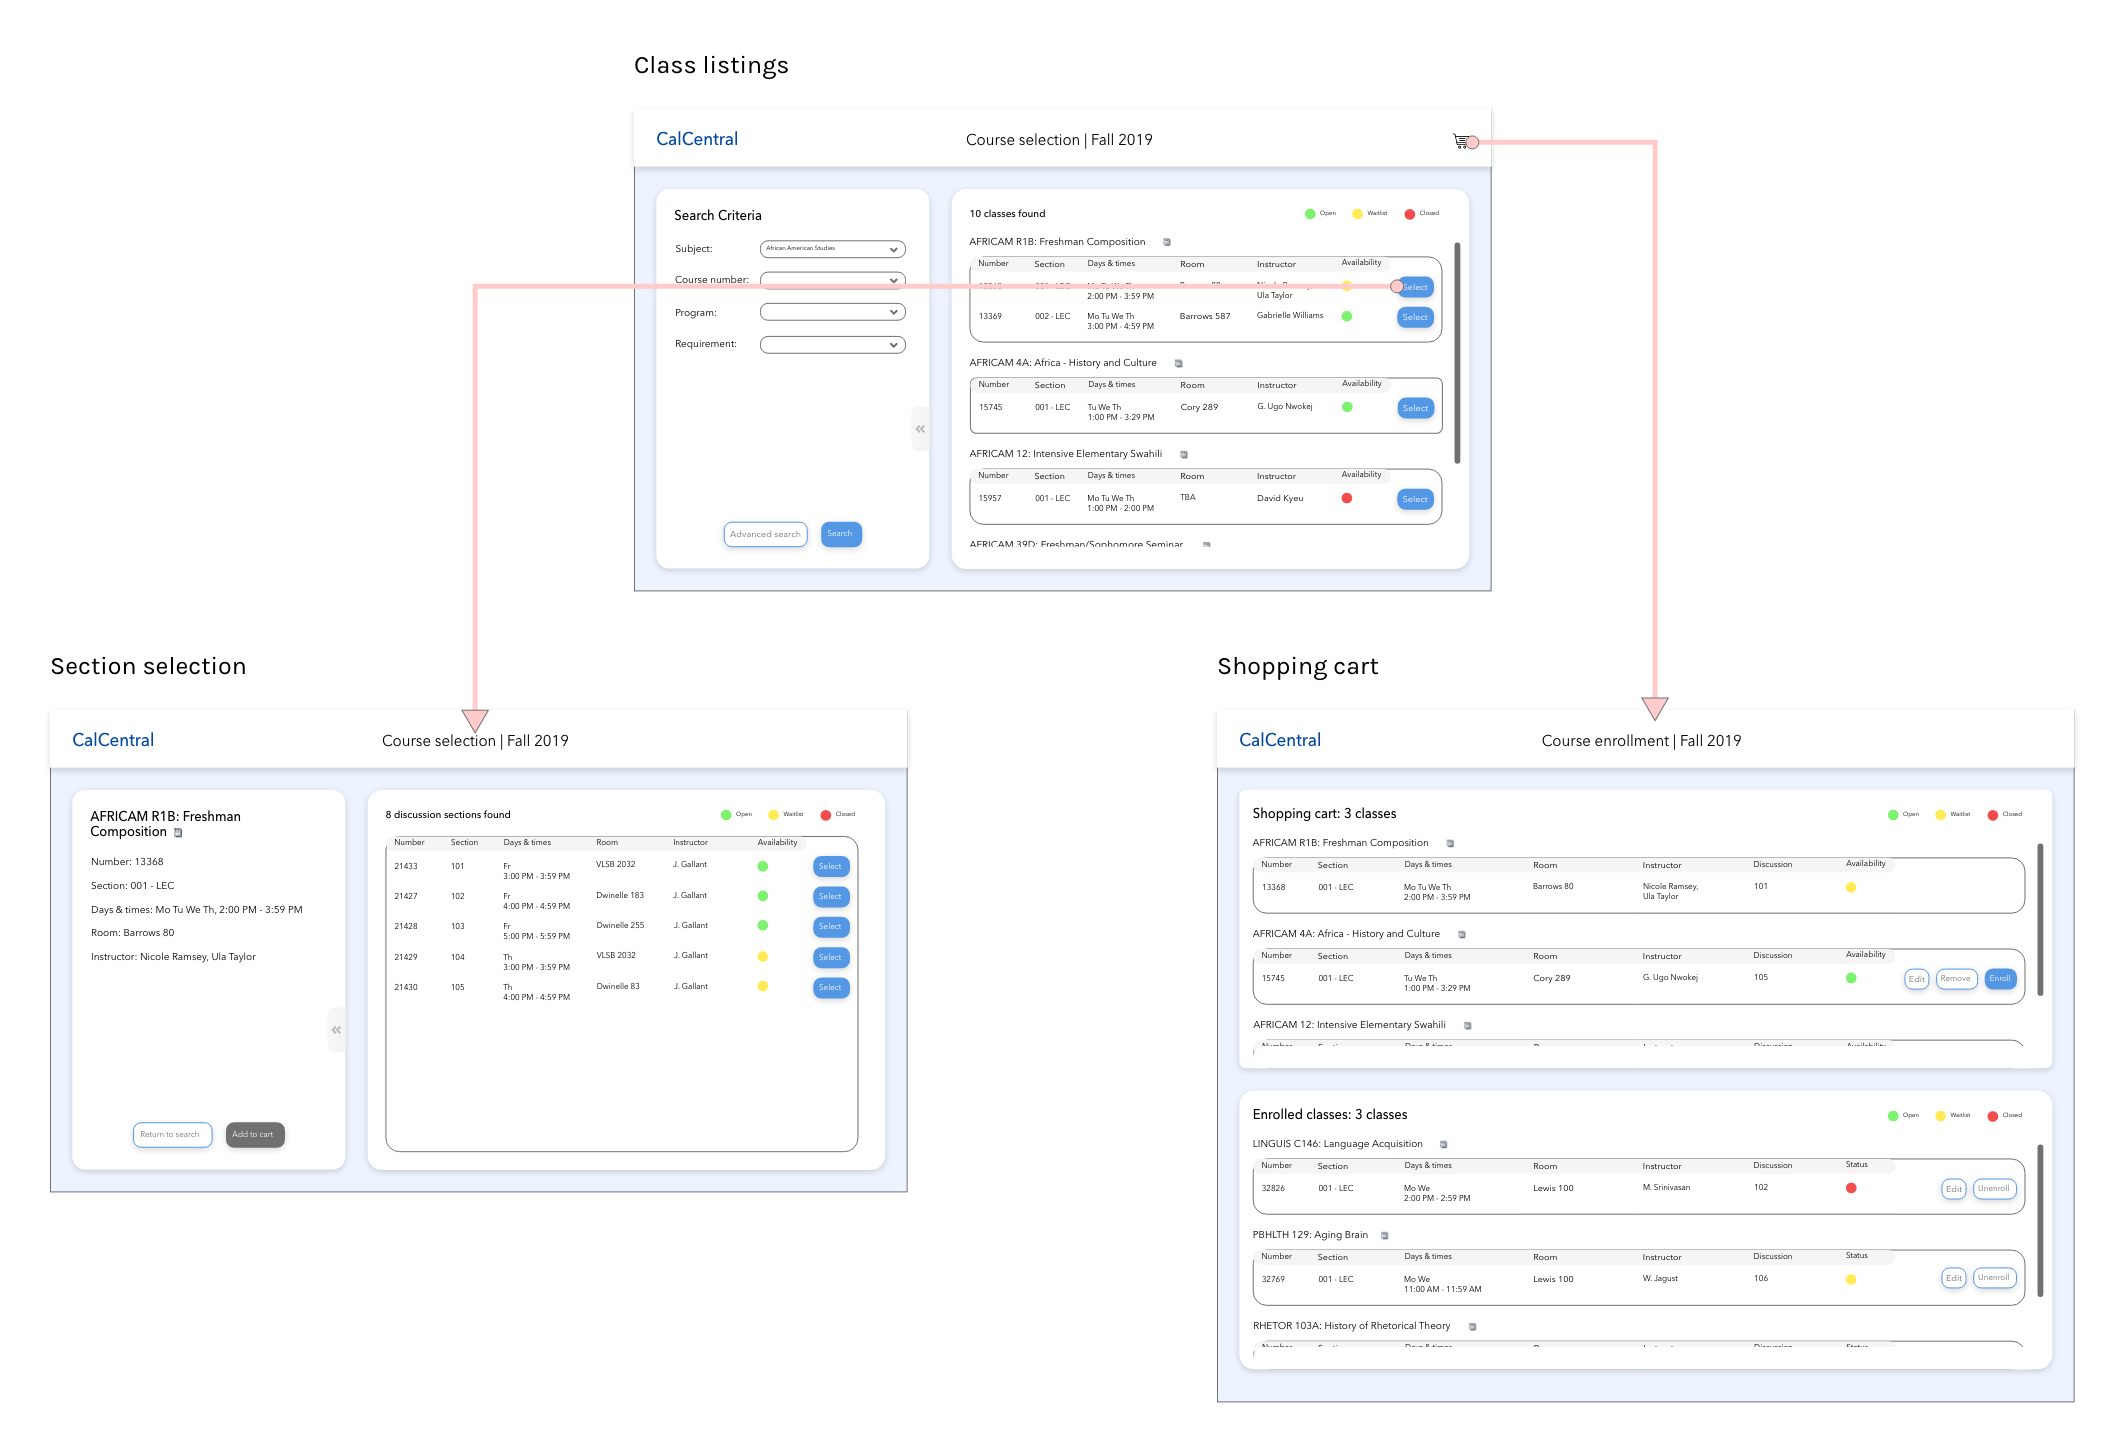 Class listings
CalCentral
Course selection | Fall 2019
Search Criteria
Subject:
African American Studies
Course number:
Program:
Requirement:
«
Advanced search
Search
10 classes found
Open
Waitlist
Closed
AFRICAM R1B: Freshman Composition
Number Section Days & times Room Instructor Availability
Select
2:00 PM - 3:59 PM Ula Taylor
13369 002 - LEC Mo Tu We Th Barrows 587 Gabrielle Williams Select
3:00 PM - 4:59 PM
AFRICAM 4A: Africa - History and Culture
Number Section Days & times Room Instructor Availability
15745 001 - LEC Tu We Th Cory 289 G. Ugo Nwokej Select
1:00 PM - 3:29 PM
AFRICAM 12: Intensive Elementary Swahili
Number Section Days & times Room Instructor Availability
15957 001 - LEC Mo Tu We Th TBA David Kyeu Select
1:00 PM - 2:00 PM
AFRICAM 39D: Freshman/Sophomore Seminar
Section selection
CalCentral
Course selection | Fall 2019
AFRICAM R1B: Freshman
Composition
Number: 13368
Section: 001 - LEC
Days & times: Mo Tu We Th, 2:00 PM - 3:59 PM
Room: Barrows 80
Instructor: Nicole Ramsey, Ula Taylor
«
Return to search
Add to cart
8 discussion sections found
Open
Waitlist
Closed
Number Section Days & times Room Instructor Availability
21433 101 Fr VLSB 2032 J. Gallant Select
3:00 PM - 3:59 PM
21427 102 Fr Dwinelle 183 J. Gallant Select
4:00 PM - 4:59 PM
21428 103 Fr Dwinelle 255 J. Gallant Select
5:00 PM - 5:59 PM
21429 104 Th VLSB 2032 J. Gallant Select
3:00 PM - 3:59 PM
21430 105 Th Dwinelle 83 J. Gallant Select
4:00 PM - 4:59 PM
Shopping cart
CalCentral
Course enrollment | Fall 2019
Shopping cart: 3 classes
Open
Waitlist
Closed
AFRICAM R1B: Freshman Composition
Number Section Days & times Room Instructor Discussion Availability
13368 001 - LEC Mo Tu We Th Barrows 80 Nicole Ramsey, 101
2:00 PM - 3:59 PM Ula Taylor
AFRICAM 4A: Africa - History and Culture
Number Section Days & times Room Instructor Discussion Availability
15745 001 - LEC Tu We Th Cory 289 G. Ugo Nwokej 105 Edit Remove Enroll
1:00 PM - 3:29 PM
AFRICAM 12: Intensive Elementary Swahili
Enrolled classes: 3 classes
Open
Waitlist
Closed
LINGUIS C146: Language Acquisition
Number Section Days & times Room Instructor Discussion Status
32826 001 - LEC Mo We Lewis 100 M. Srinivasan 102 Edit Unenroll
2:00 PM - 2:59 PM
PBHLTH 129: Aging Brain
Number Section Days & times Room Instructor Discussion Status
32769 001 - LEC Mo We Lewis 100 W. Jagust 106 Edit Unenroll
11:00 AM - 11:59 AM
RHETOR 103A: History of Rhetorical Theory